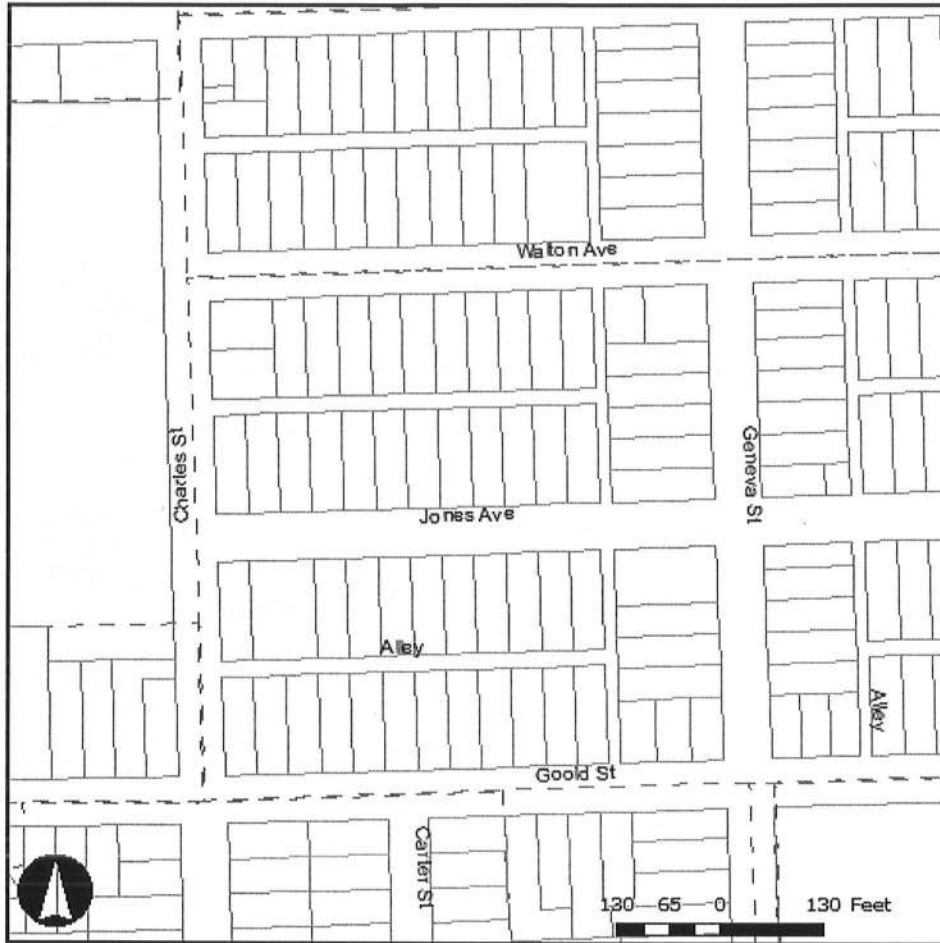 Walton Ave
Charles St
Geneva St
Jones Ave
Alley
Alley
Goold St
Carter St
130 65 0 130 Feet